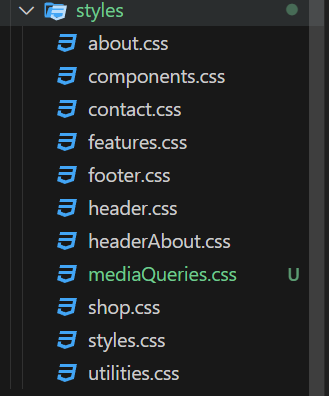 styles
about.css
components.css
contact.css
features.css
footer.css
header.css
headerAbout.css
mediaQueries.css U
shop.css
styles.css
utilities.css